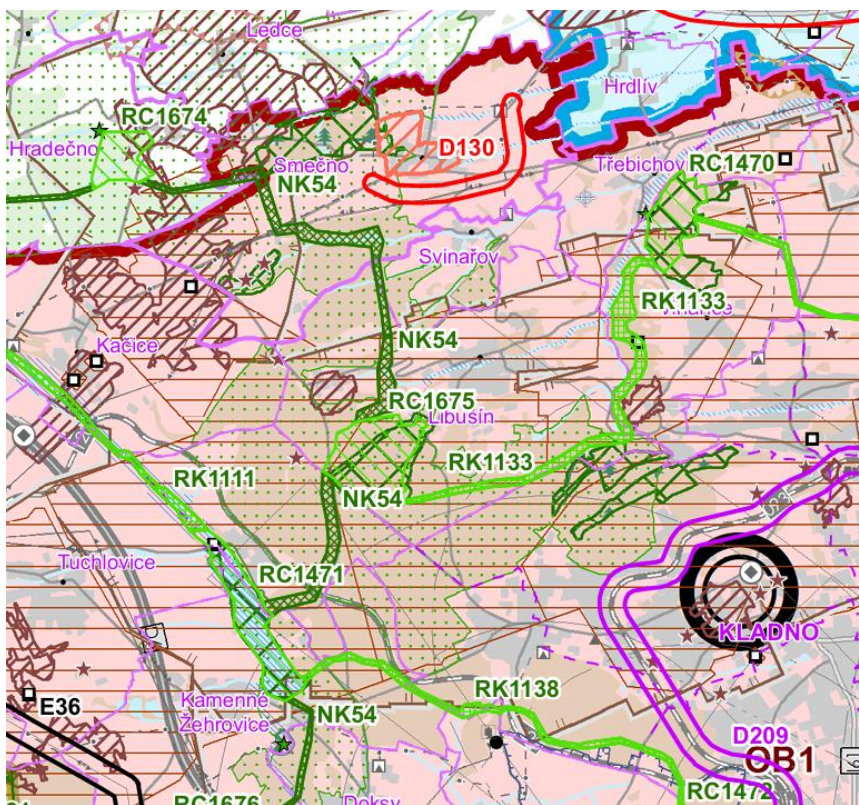 Ledce
Hrdlív
RC1674
Hradečno
D130
Smečno
NK54
Třebichov
RC1470
Svinařov
RK1133
NK54
Kačice
RC1675
Libušín
RK1133
RK1111
NK54
Tuchlovice
RC1471
KLADNO
E36
Kamenné
Žehrovice
NK54
RK1138
D209
OB1
RC1472
RC1676
Doksy